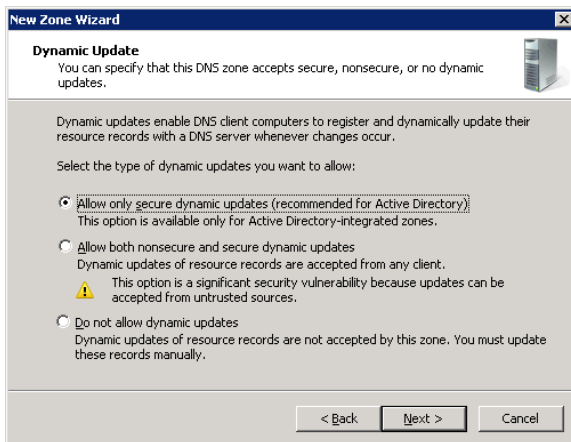 New Zone Wizard
Dynamic Update
You can specify that this DNS zone accepts secure, nonsecure, or no dynamic
updates.
Dynamic updates enable DNS client computers to register and dynamically update their
resource records with a DNS server whenever changes occur.
Select the type of dynamic updates you want to allow:
Allow only secure dynamic updates (recommended for Active Directory)
This option is available only for Active Directory-integrated zones.
Allow both nonsecure and secure dynamic updates
Dynamic updates of resource records are accepted from any client.
This option is a significant security vulnerability because updates can be
accepted from untrusted sources.
Do not allow dynamic updates
Dynamic updates of resource records are not accepted by this zone. You must update
these records manually.
< Back Next > Cancel